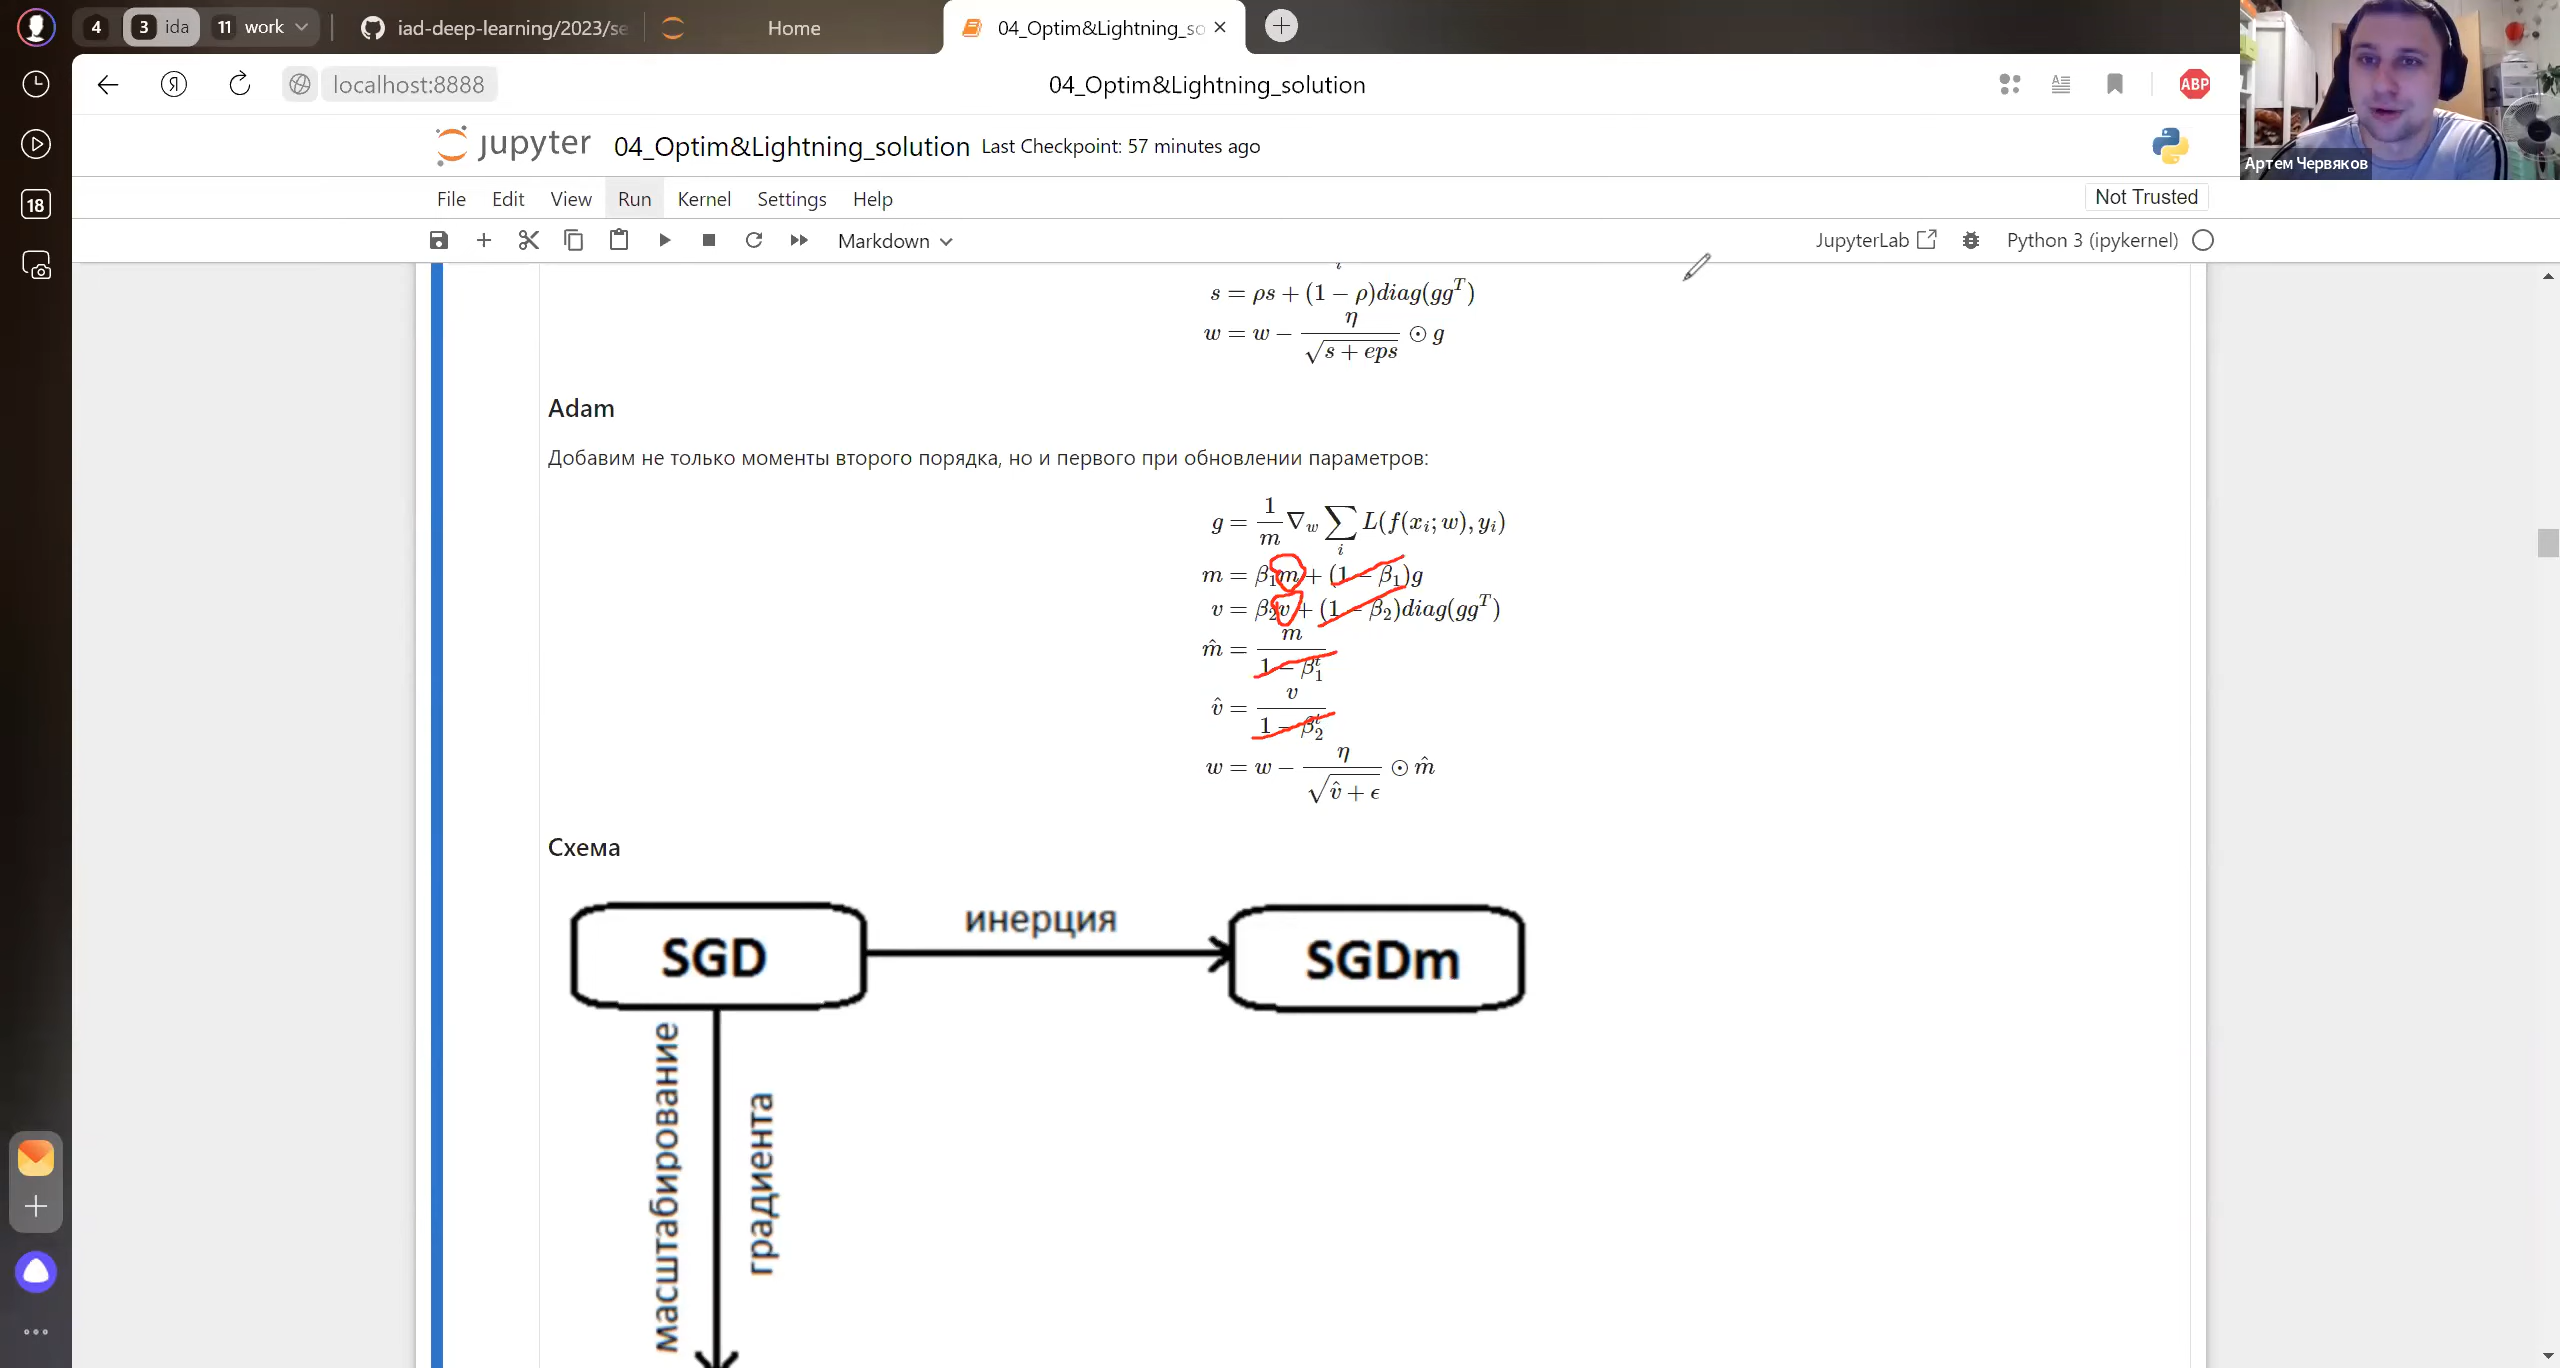 4 3 ida 11 work iad-deep-learning/2023/se Home 04_Optim&Lightning_so
localhost:8888 04_Optim&Lightning_solution ABP
jupyter 04_Optim&Lightning_solution Last Checkpoint: 57 minutes ago
Артем Червяков
File Edit View Run Kernel Settings Help Not Trusted
18
Markdown JupyterLab Python 3 (ipykernel)
i
s = ρs + (1 − ρ)diag(gg^T)
w = w − η / √(s + eps) ⊙ g
Adam
Добавим не только моменты второго порядка, но и первого при обновлении параметров:
g = 1/m ∇_w ∑_i L(f(x_i; w), y_i)
m = β_1 m + (1 − β_1)g
v = β_2 v + (1 − β_2)diag(gg^T)
m̂ = m / (1 − β_1^t)
v̂ = v / (1 − β_2^t)
w = w − η / √(v̂ + ϵ) ⊙ m̂
Схема
SGD инерция SGDm
масштабирование
градиента